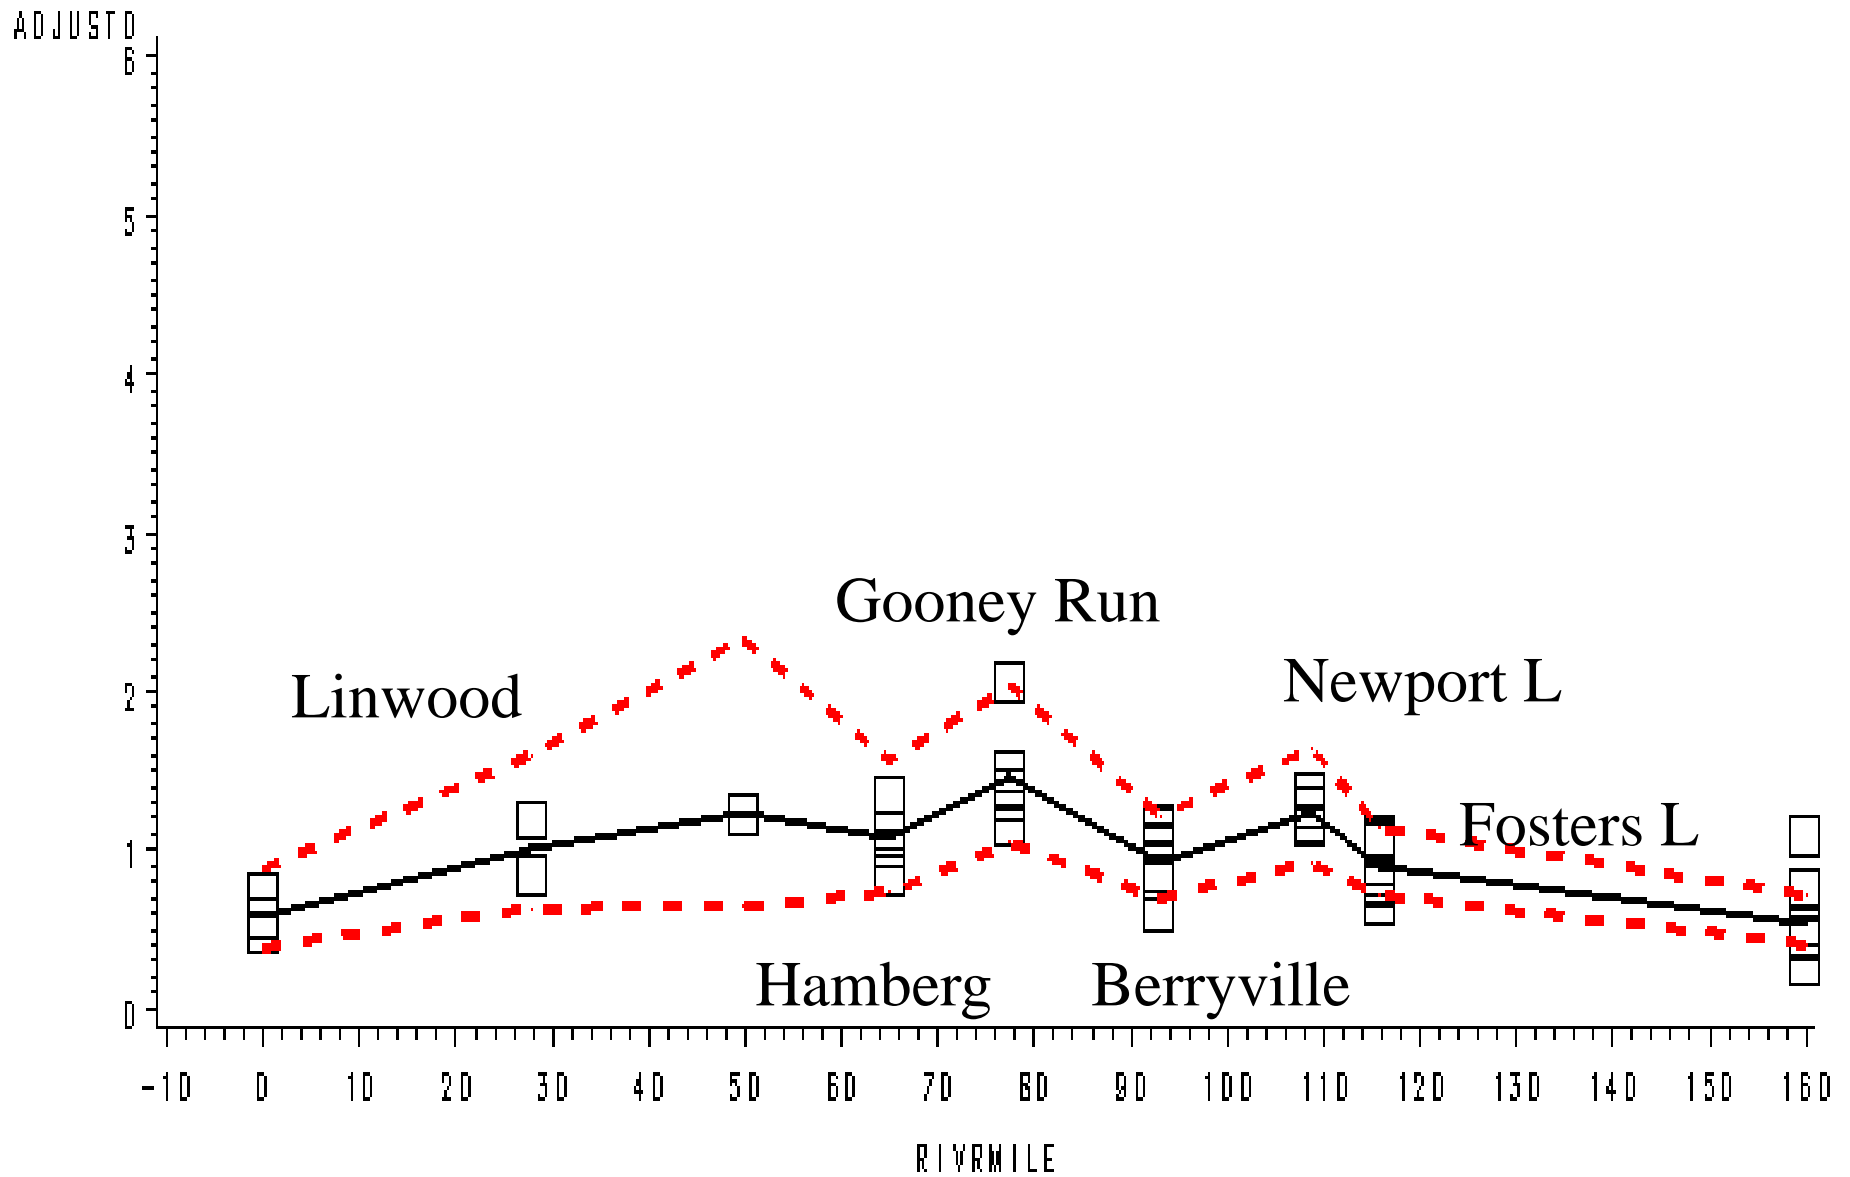 ADJUSTD
6
5
4
3
Gooney Run
Newport L
Linwood
2
Fosters L
1
Hamberg Berryville
0
-10 0 10 20 30 40 50 60 70 80 90 100 110 120 130 140 150 160
RIVRMILE